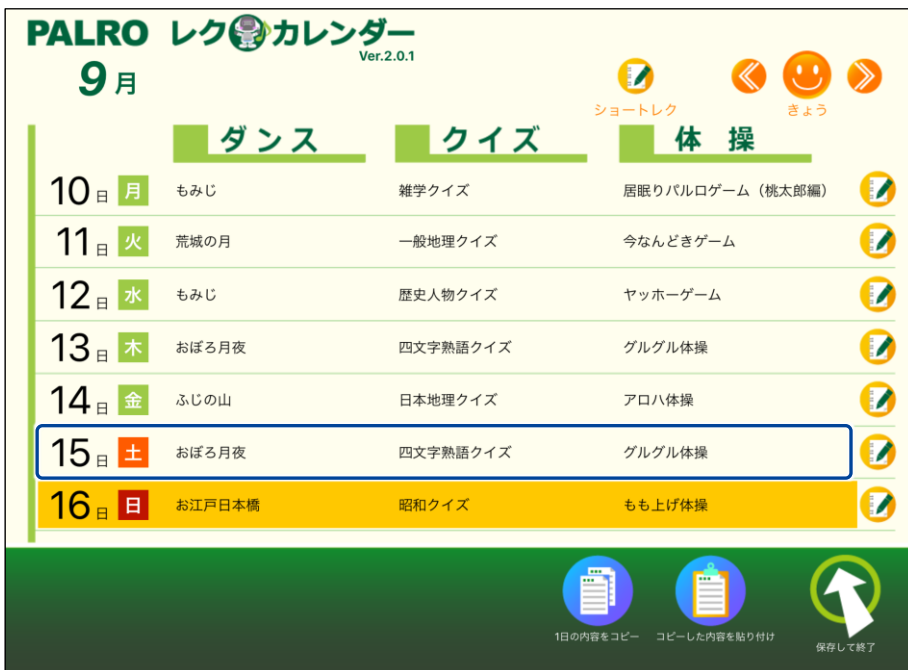 PALRO レクカレンダー
Ver.2.0.1
9月
ショートレク
きょう
ダンス クイズ 体操
10日 月 もみじ 雑学クイズ 居眠りパルロゲーム（桃太郎編）
11日 火 荒城の月 一般地理クイズ 今なんどきゲーム
12日 水 もみじ 歴史人物クイズ ヤッホーゲーム
13日 木 おぼろ月夜 四文字熟語クイズ グルグル体操
14日 金 ふじの山 日本地理クイズ アロハ体操
15日 土 おぼろ月夜 四文字熟語クイズ グルグル体操
16日 日 お江戸日本橋 昭和クイズ もも上げ体操
1日の内容をコピー コピーした内容を貼り付け 保存して終了